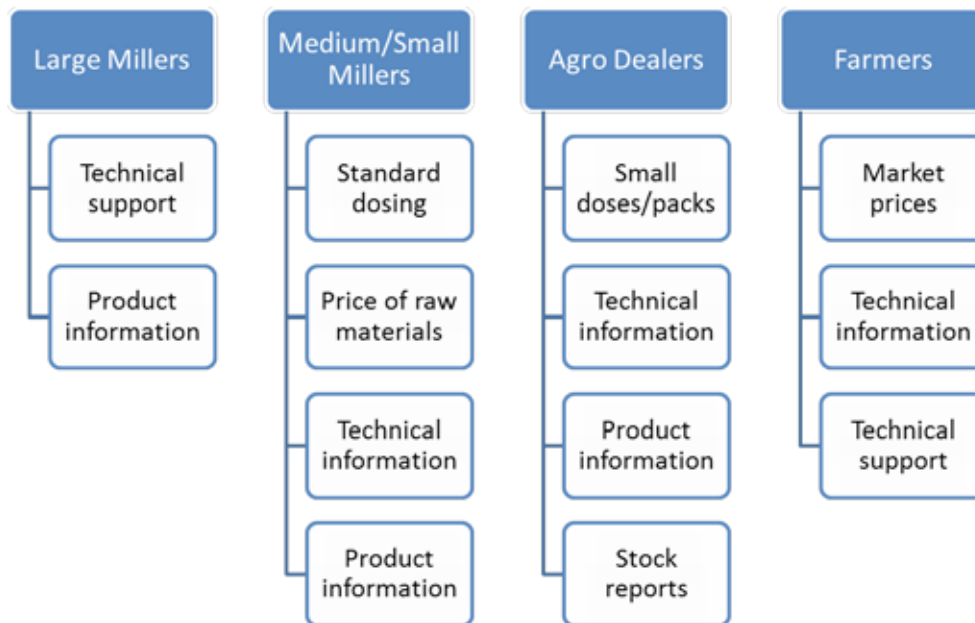 Large Millers
Technical
support
Product
information
Medium/Small
Millers
Standard
dosing
Price of raw
materials
Technical
information
Product
information
Agro Dealers
Small
doses/packs
Technical
information
Product
information
Stock
reports
Farmers
Market
prices
Technical
information
Technical
support